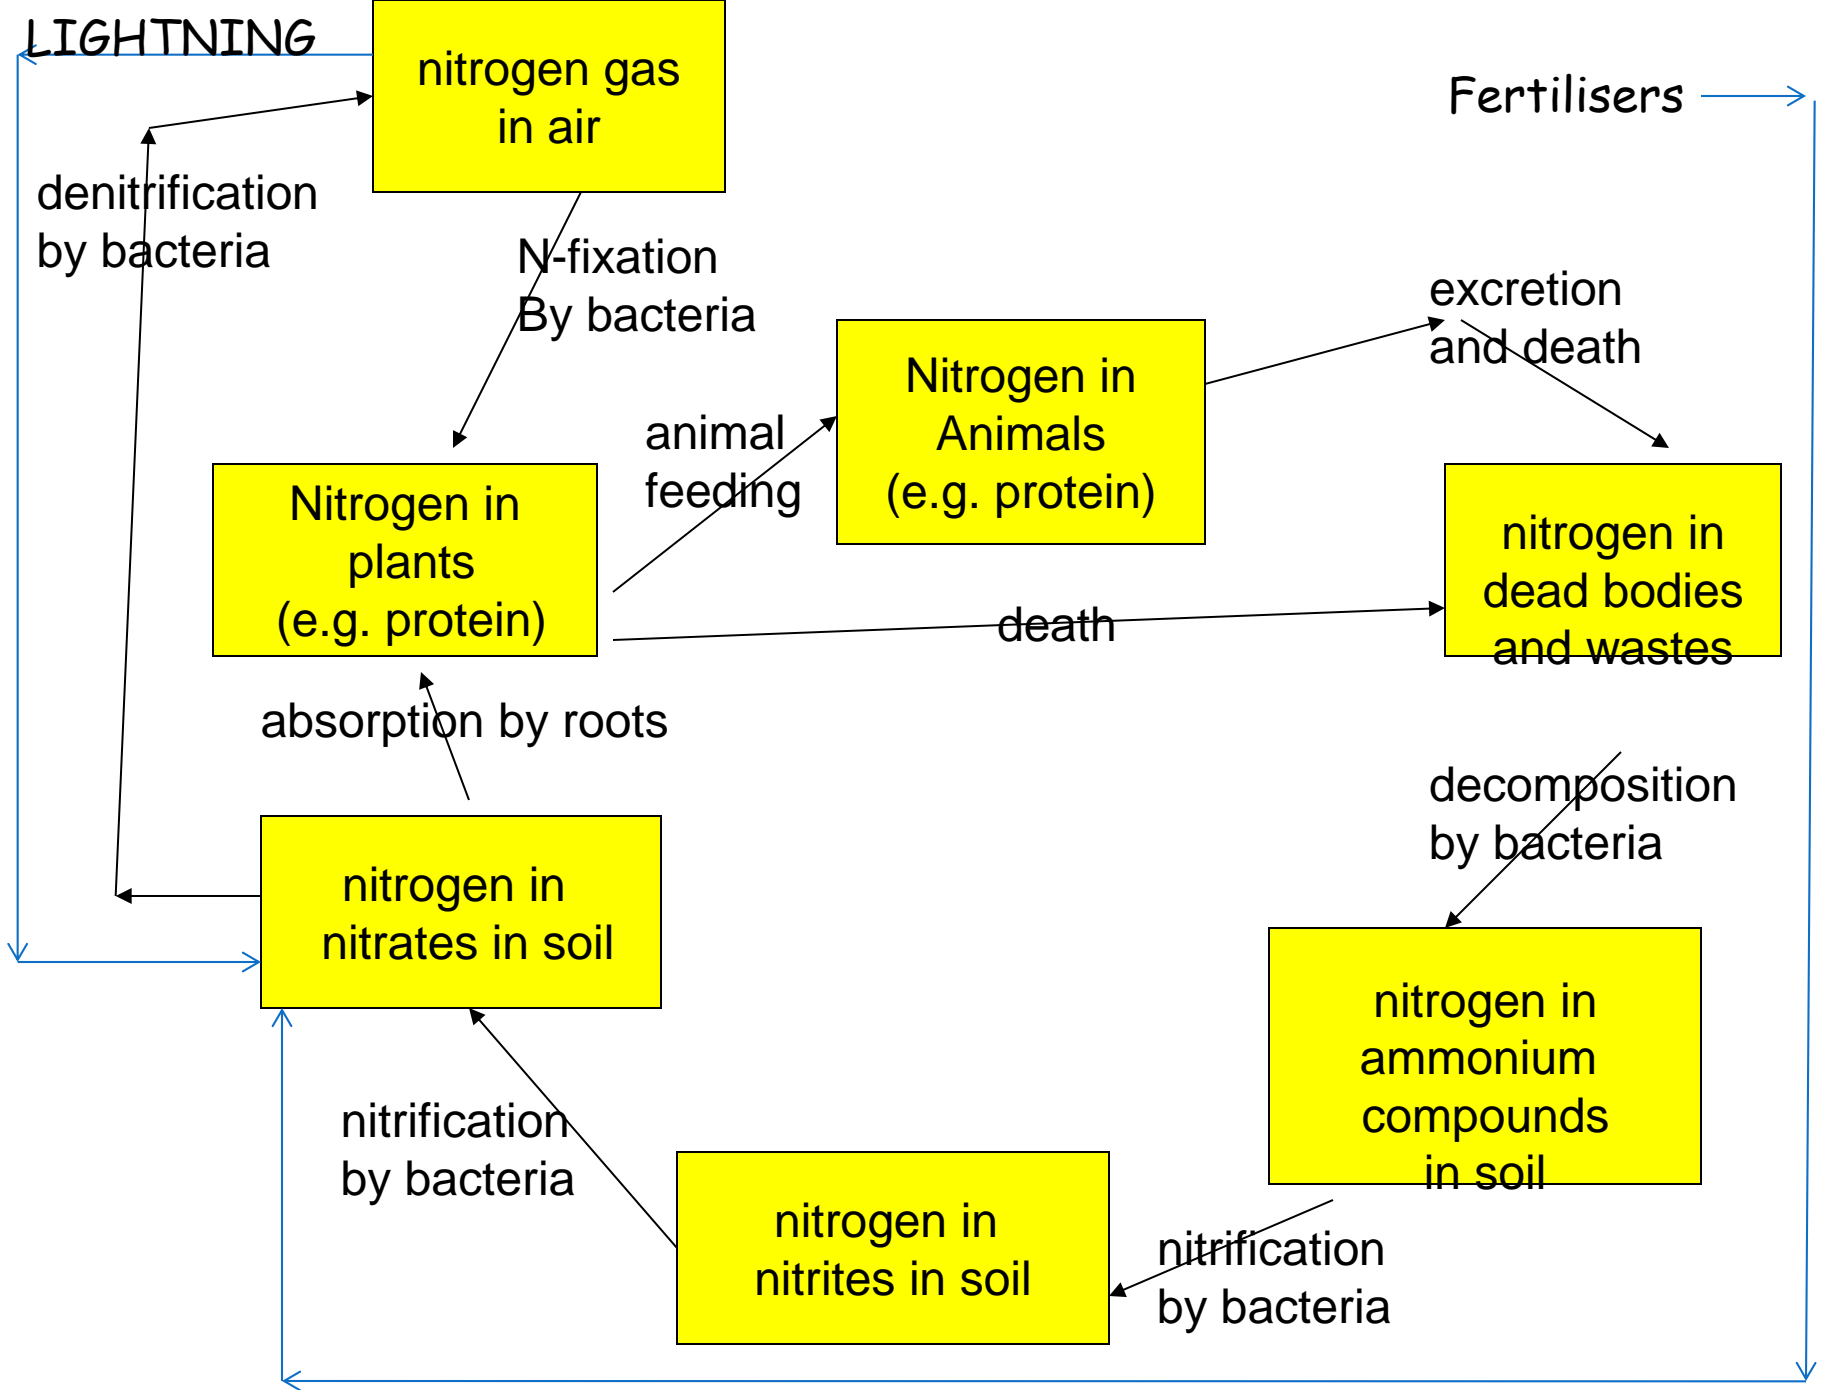 LIGHTNING
nitrogen gas
in air
Fertilisers
denitrification
by bacteria
N-fixation
By bacteria
excretion
and death
Nitrogen in
Animals
(e.g. protein)
animal
feeding
Nitrogen in
plants
(e.g. protein)
nitrogen in
dead bodies
and wastes
death
absorption by roots
decomposition
by bacteria
nitrogen in
nitrates in soil
nitrogen in
ammonium
compounds
in soil
nitrification
by bacteria
nitrogen in
nitrites in soil
nitrification
by bacteria